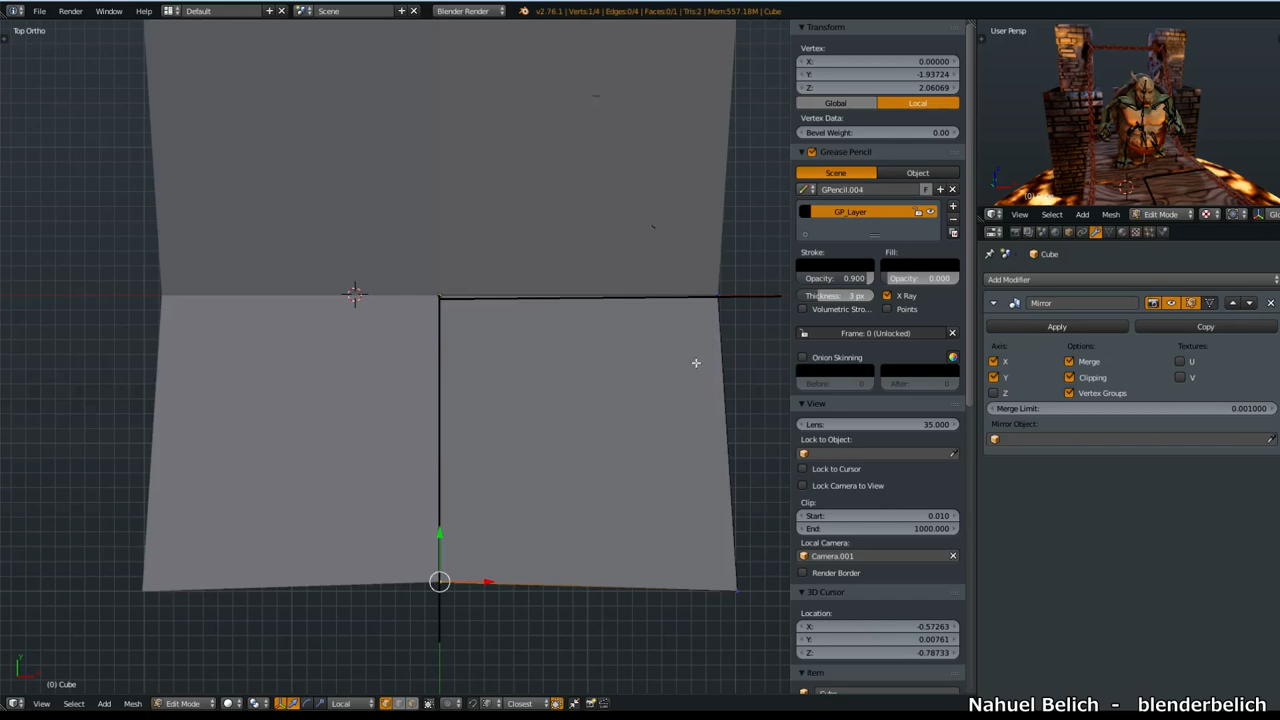 File Render Window Help Default Scene Blender Render v2.76.1 | Verts:1/4 | Edges:0/4 | Faces:0/1 | Tris:2 | Mem:557.18M | Cube
Top Ortho
(0) Cube
View Select Add Mesh Edit Mode Local Closest
Transform
Vertex:
X: 0.00000
Y: -1.93724
Z: 2.06069
Global Local
Vertex Data:
Bevel Weight: 0.00
Grease Pencil
Scene Object
GPencil.004 F
GP_Layer
Stroke: Fill:
Opacity: 0.900 Opacity: 0.000
Thickness: 3 px X Ray
Volumetric Stro... Points
Frame: 0 (Unlocked)
Onion Skinning
Before: 0 After: 0
View
Lens: 35.000
Lock to Object:
Lock to Cursor
Lock Camera to View
Clip:
Start: 0.010
End: 1000.000
Local Camera:
Camera.001
Render Border
3D Cursor
Location:
X: -0.57263
Y: 0.00761
Z: -0.78733
Item
User Persp
View Select Add Mesh Edit Mode
Cube
Add Modifier
Mirror
Apply Copy
Axis: Options: Textures:
X Merge U
Y Clipping V
Z Vertex Groups
Merge Limit: 0.001000
Mirror Object:
Nahuel Belich - blenderbelich